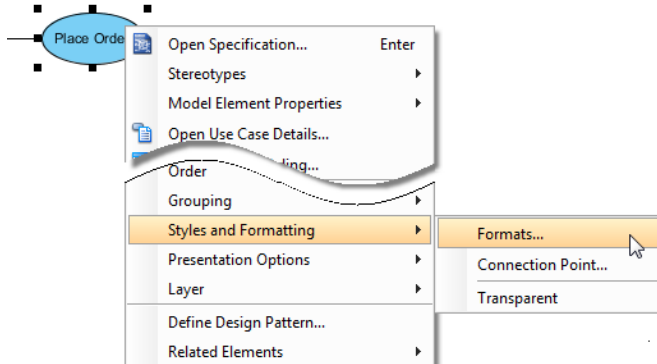 Place Orde
Open Specification... Enter
Stereotypes
Model Element Properties
Open Use Case Details...
ing...
Order
Grouping
Styles and Formatting
Formats...
Presentation Options
Connection Point...
Layer
Transparent
Define Design Pattern...
Related Elements